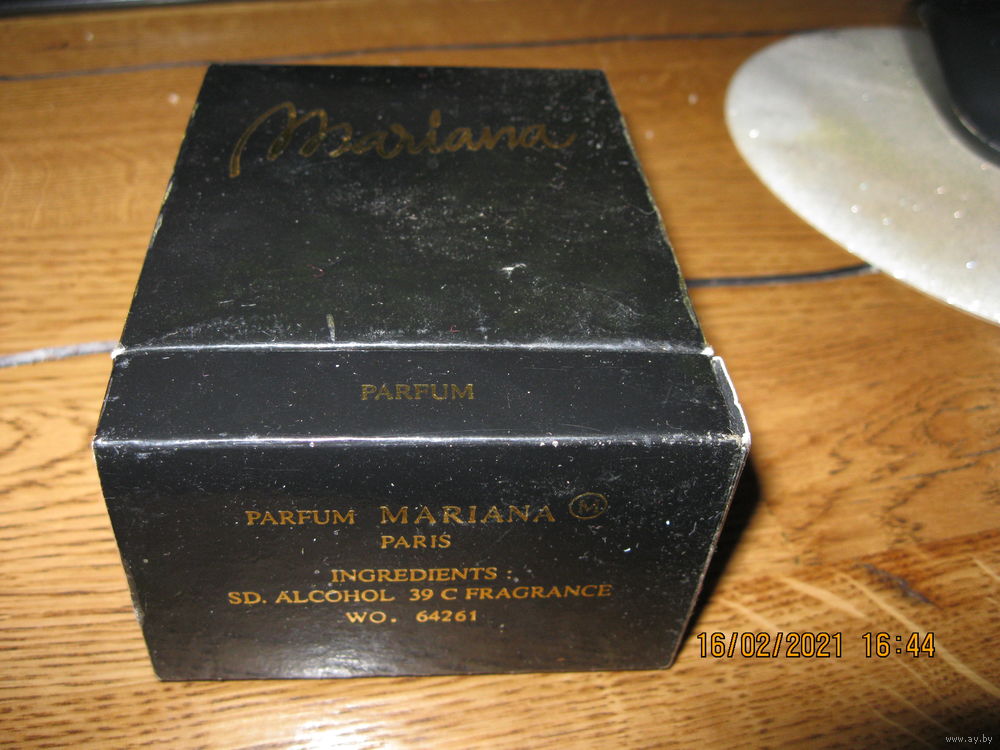 Mariana
PARFUM
PARFUM MARIANA M
PARIS
INGREDIENTS :
SD. ALCOHOL 39 C FRAGRANCE
WO. 64261
16/02/2021 16:44
www.ay.by